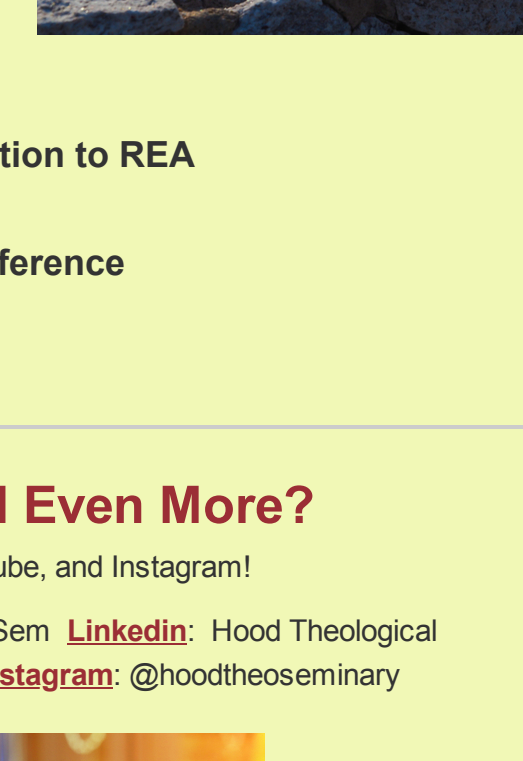 tion to REA
ference
Even More?
ube, and Instagram!
Sem Linkedin: Hood Theological
stagram: @hoodtheoseminary